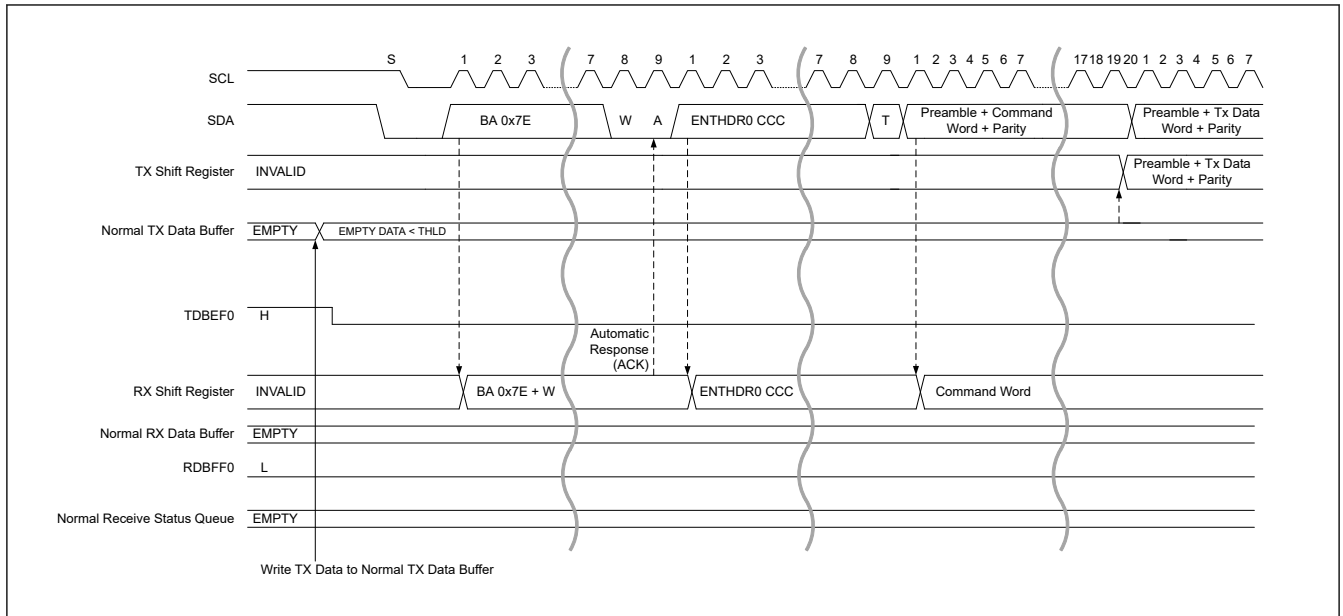 S 1 2 3 7 8 9 1 2 3 7 8 9 1 2 3 4 5 6 7 17 18 19 20 1 2 3 4 5 6 7
SCL
SDA BA 0x7E W A ENTHDR0 CCC T Preamble + Command Preamble + Tx Data
Word + Parity Word + Parity
TX Shift Register INVALID Preamble + Tx Data
Word + Parity
Normal TX Data Buffer EMPTY EMPTY DATA < THLD
TDBEF0 H
Automatic
Response
(ACK)
RX Shift Register INVALID BA 0x7E + W ENTHDR0 CCC Command Word
Normal RX Data Buffer EMPTY
RDBFF0 L
Normal Receive Status Queue EMPTY
Write TX Data to Normal TX Data Buffer